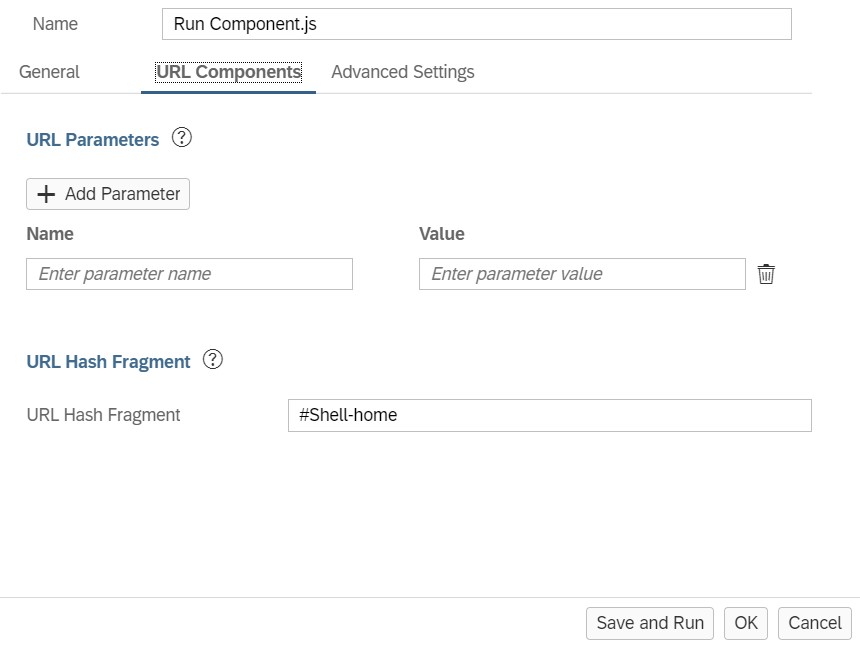 Name Run Component.js
General URL Components Advanced Settings
URL Parameters ?
+ Add Parameter
Name Value
Enter parameter name Enter parameter value
URL Hash Fragment ?
URL Hash Fragment #Shell-home
Save and Run OK Cancel